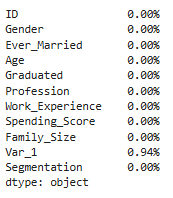 ID 0.00%
Gender 0.00%
Ever_Married 0.00%
Age 0.00%
Graduated 0.00%
Profession 0.00%
Work_Experience 0.00%
Spending_Score 0.00%
Family_Size 0.00%
Var_1 0.94%
Segmentation 0.00%
dtype: object